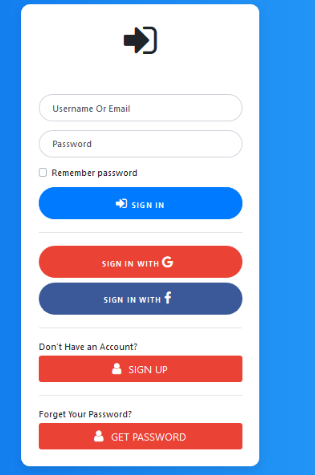 Username Or Email
Password
Remember password
SIGN IN
SIGN IN WITH G
SIGN IN WITH f
Don't Have an Account?
SIGN UP
Forget Your Password?
GET PASSWORD